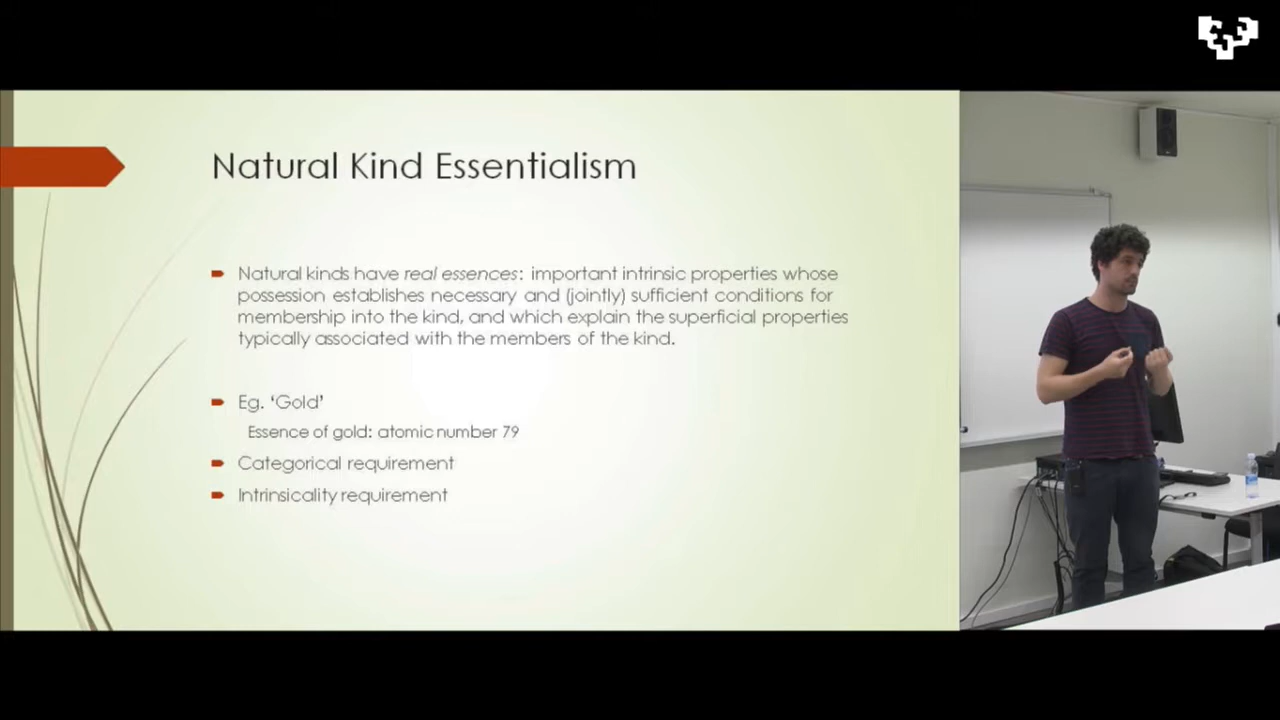 Natural Kind Essentialism
Natural kinds have real essences: important intrinsic properties whose
possession establishes necessary and (jointly) sufficient conditions for
membership into the kind, and which explain the superficial properties
typically associated with the members of the kind.
Eg. ‘Gold’
Essence of gold: atomic number 79
Categorical requirement
Intrinsicality requirement